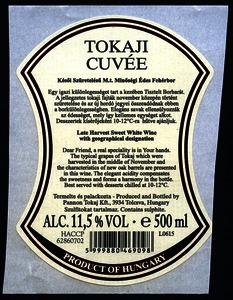 TOKAJI
CUVÉE
Késői Szüretelésű M.t. Minőségi Édes Fehérbor
Egy igazi különlegességet tart a kezében Tisztelt Borbarát.
A jellegzetes tokaji fajták november közepén történt
szüretelése és az új hordó jegyei összeadódnak ebben
a borkülönlegességben. Elegáns savak ellensúlyozzák
az édességet, mely így kellemes egységet alkot.
Desszertek kísérőjeként 10-12°C-ra hűtve ajánljuk.
Late Harvest Sweet White Wine
with geographical designation
Dear Friend, a real speciality is in Your hands.
The typical grapes of Tokaj which were
harvested in the middle of November and
the characteristics of new oak barrels are presented
in this wine. The elegant acidity compensates
the sweetness and forms a harmony in the bottle.
Best served with desserts chilled at 10-12°C.
Termelte és palackozta - Produced and Bottled by
Pannon Tokaj Kft., 3934 Tolcsva, Hungary
Szulfitokat tartalmaz. Contains sulphite.
ALC. 11,5 % VOL - e 500 ml
HACCP
62860702
L0615
5 999880 469098
PRODUCT OF HUNGARY